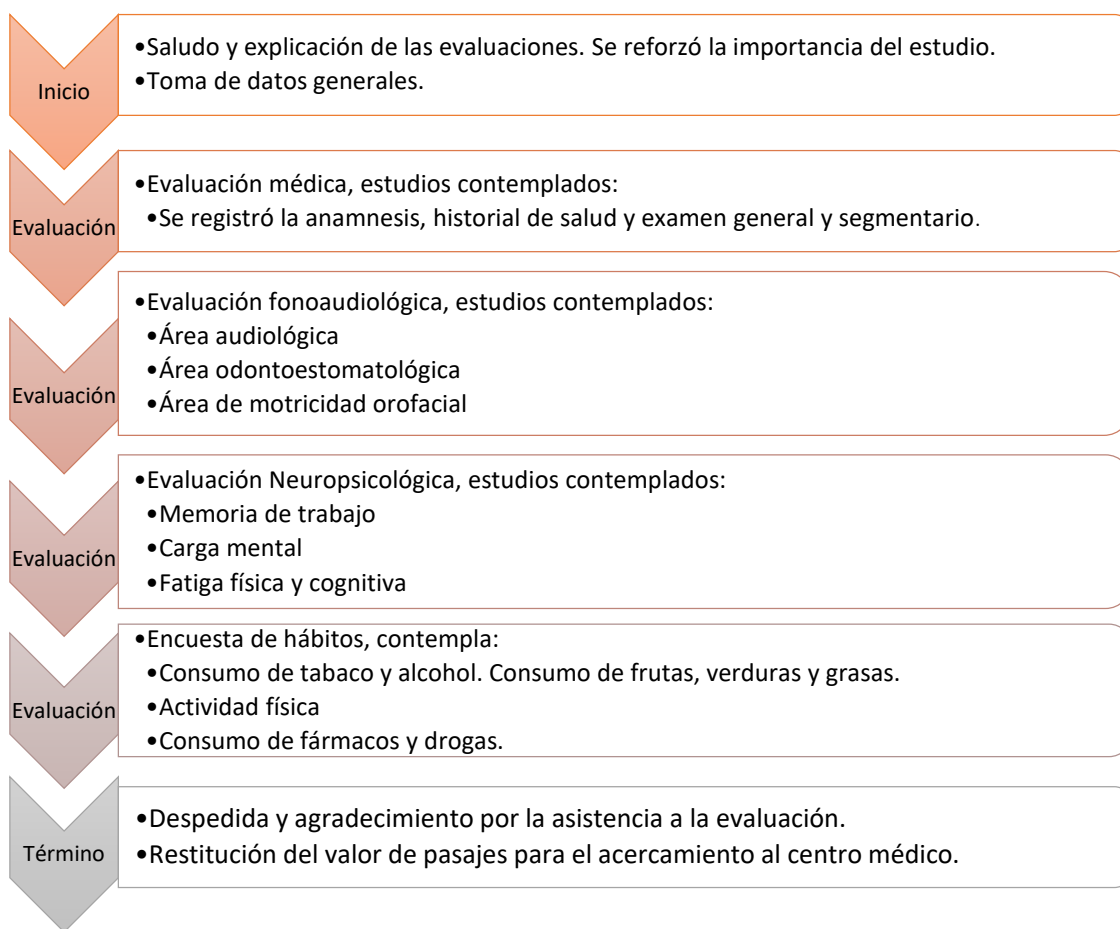 Inicio
•Saludo y explicación de las evaluaciones. Se reforzó la importancia del estudio.
•Toma de datos generales.
Evaluación
•Evaluación médica, estudios contemplados:
•Se registró la anamnesis, historial de salud y examen general y segmentario.
Evaluación
•Evaluación fonoaudiológica, estudios contemplados:
•Área audiológica
•Área odontoestomatológica
•Área de motricidad orofacial
Evaluación
•Evaluación Neuropsicológica, estudios contemplados:
•Memoria de trabajo
•Carga mental
•Fatiga física y cognitiva
Evaluación
•Encuesta de hábitos, contempla:
•Consumo de tabaco y alcohol. Consumo de frutas, verduras y grasas.
•Actividad física
•Consumo de fármacos y drogas.
Término
•Despedida y agradecimiento por la asistencia a la evaluación.
•Restitución del valor de pasajes para el acercamiento al centro médico.